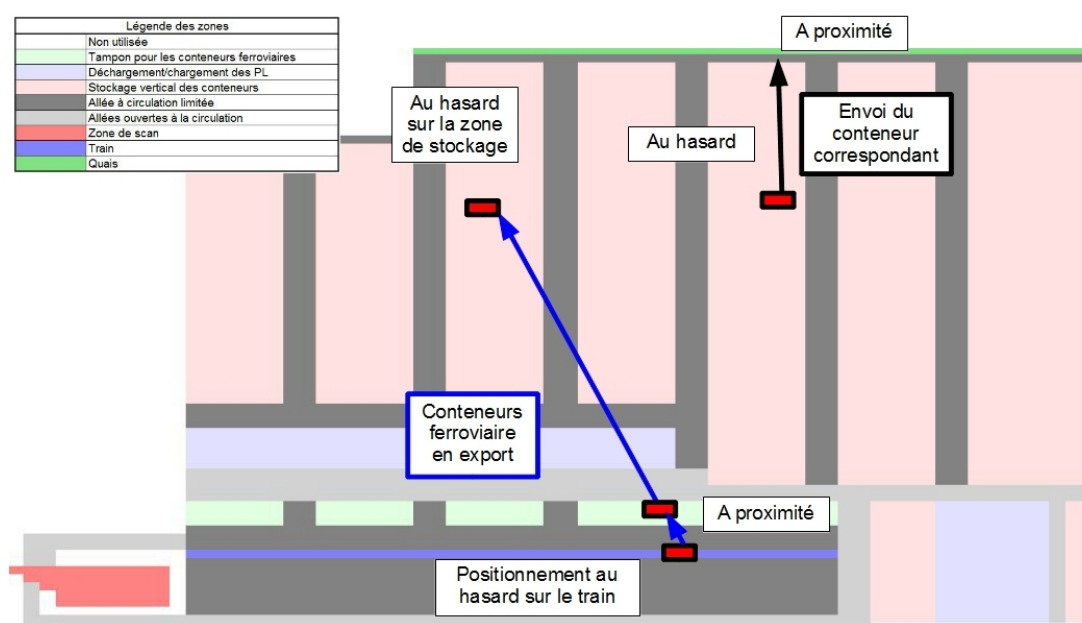 Légende des zones
Non utilisée
Tampon pour les conteneurs ferroviaires
Déchargement/chargement des PL
Stockage vertical des conteneurs
Allée à circulation limitée
Allées ouvertes à la circulation
Zone de scan
Train
Quais
A proximité
Au hasard
sur la zone
de stockage
Au hasard
Envoi du
conteneur
correspondant
Conteneurs
ferroviaire
en export
A proximité
Positionnement au
hasard sur le train